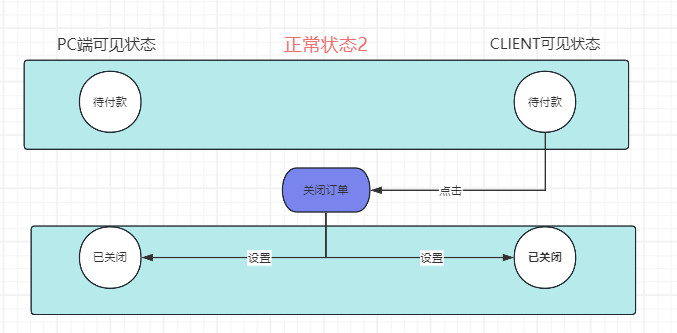 PC端可见状态
正常状态2
CLIENT可见状态
待付款
待付款
关闭订单
点击
已关闭
设置
设置
已关闭